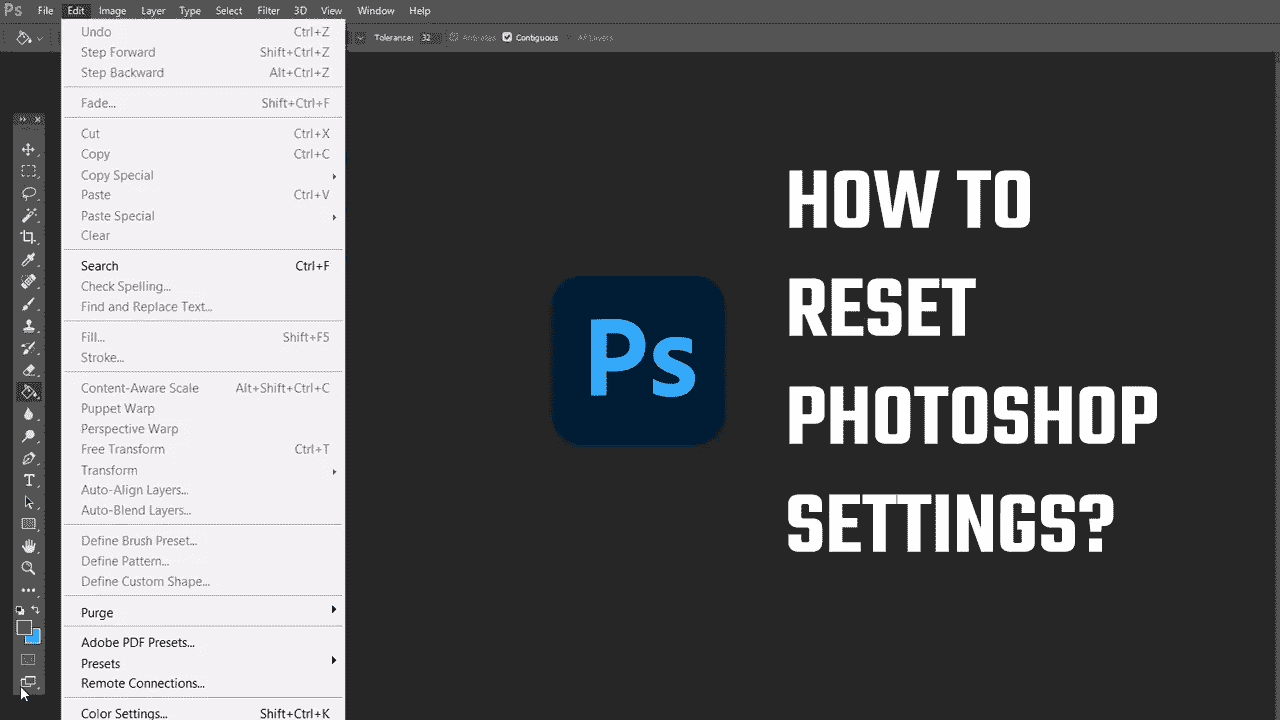 Ps File Edit Image Layer Type Select Filter 3D View Window Help
Tolerance: 32 Contiguous All Layers
Undo Ctrl+Z
Step Forward Shift+Ctrl+Z
Step Backward Alt+Ctrl+Z
Fade... Shift+Ctrl+F
Cut Ctrl+X
Copy Ctrl+C
Copy Special
Paste Ctrl+V
Paste Special
Clear
Search Ctrl+F
Check Spelling...
Find and Replace Text...
Fill... Shift+F5
Stroke...
Content-Aware Scale Alt+Shift+Ctrl+C
Puppet Warp
Perspective Warp
Free Transform Ctrl+T
Transform
Auto-Align Layers...
Auto-Blend Layers...
Define Brush Preset...
Define Pattern...
Define Custom Shape...
Purge
Adobe PDF Presets...
Presets
Remote Connections...
Color Settings... Shift+Ctrl+K
Ps
HOW TO
RESET
PHOTOSHOP
SETTINGS?